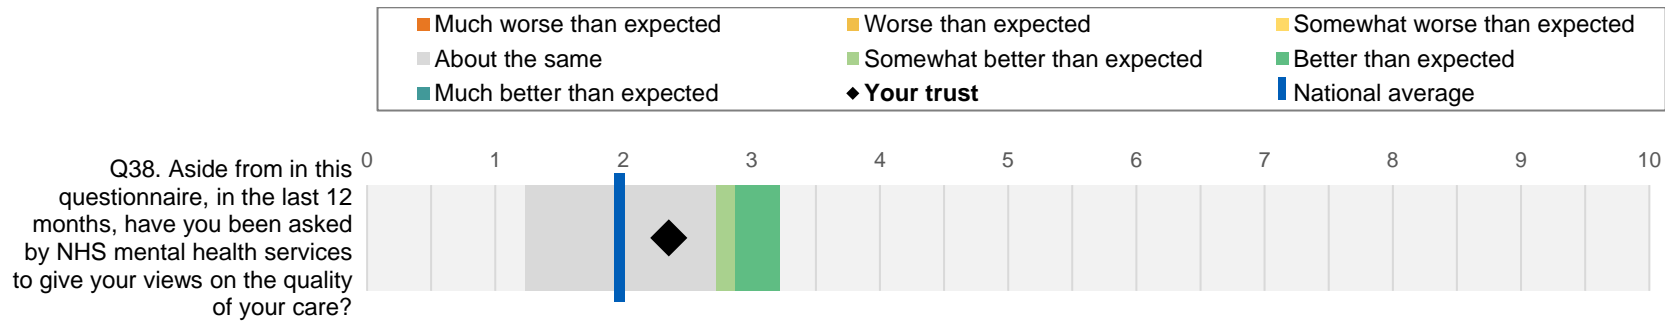 Much worse than expected
Worse than expected
Somewhat worse than expected
About the same
Somewhat better than expected
Better than expected
Much better than expected
Your trust
National average
0 1 2 3 4 5 6 7 8 9 10
Q38. Aside from in this
questionnaire, in the last 12
months, have you been asked
by NHS mental health services
to give your views on the quality
of your care?